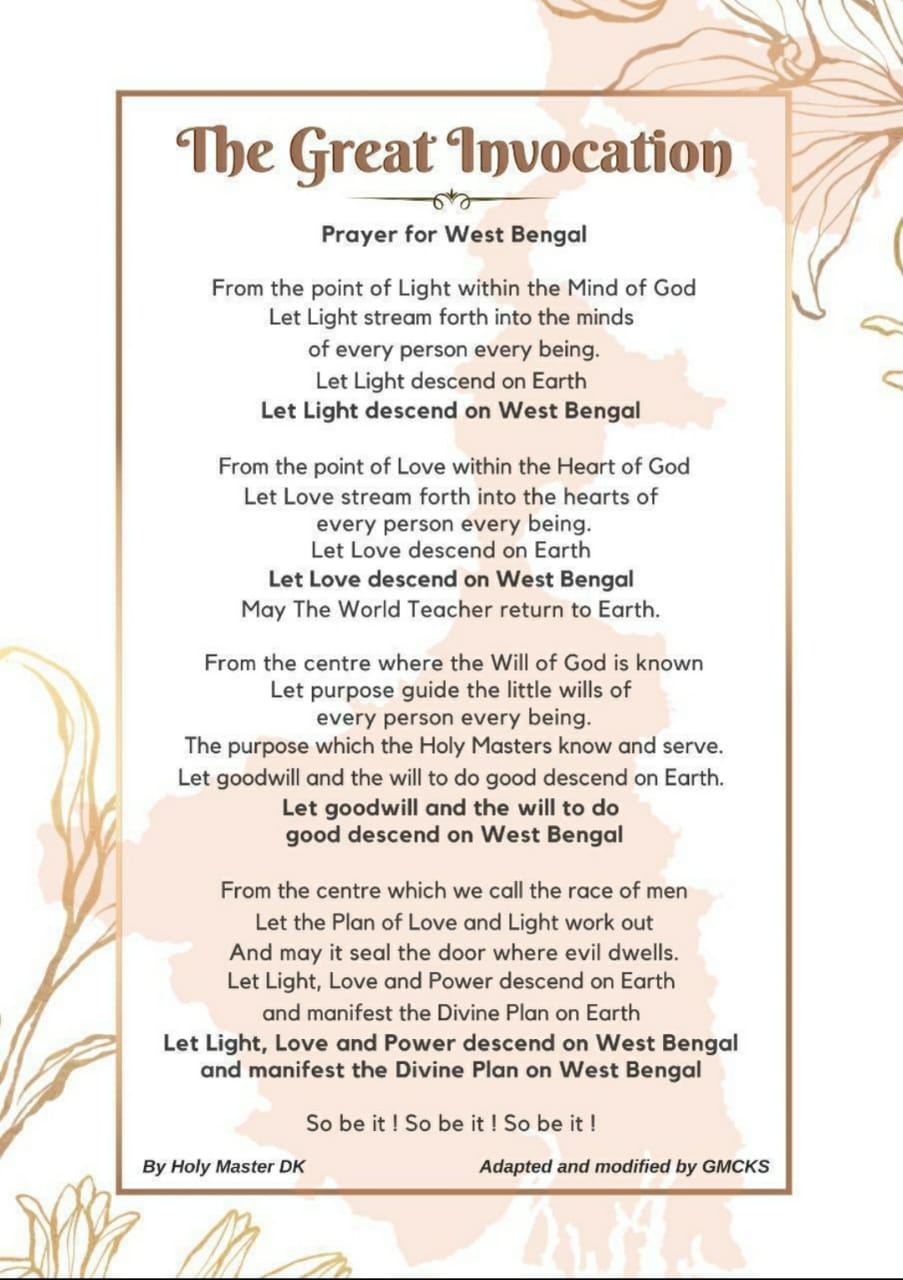 The Great Invocation
Prayer for West Bengal
From the point of Light within the Mind of God
Let Light stream forth into the minds
of every person every being.
Let Light descend on Earth
Let Light descend on West Bengal
From the point of Love within the Heart of God
Let Love stream forth into the hearts of
every person every being.
Let Love descend on Earth
Let Love descend on West Bengal
May The World Teacher return to Earth.
From the centre where the Will of God is known
Let purpose guide the little wills of
every person every being.
The purpose which the Holy Masters know and serve.
Let goodwill and the will to do good descend on Earth.
Let goodwill and the will to do
good descend on West Bengal
From the centre which we call the race of men
Let the Plan of Love and Light work out
And may it seal the door where evil dwells.
Let Light, Love and Power descend on Earth
and manifest the Divine Plan on Earth
Let Light, Love and Power descend on West Bengal
and manifest the Divine Plan on West Bengal
So be it ! So be it ! So be it !
By Holy Master DK Adapted and modified by GMCKS